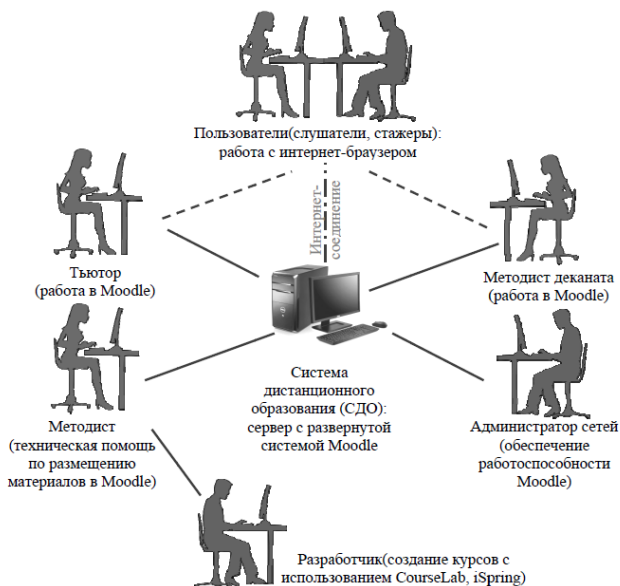 Пользователи(слушатели, стажеры):
работа с интернет-браузером
Интернет-
соединение
Тьютор
(работа в Moodle)
Методист деканата
(работа в Moodle)
Система
дистанционного
образования (СДО):
сервер с развернутой
системой Moodle
Методист
(техническая помощь
по размещению
материалов в Moodle)
Администратор сетей
(обеспечение
работоспособности
Moodle)
Разработчик(создание курсов с
использованием CourseLab, iSpring)